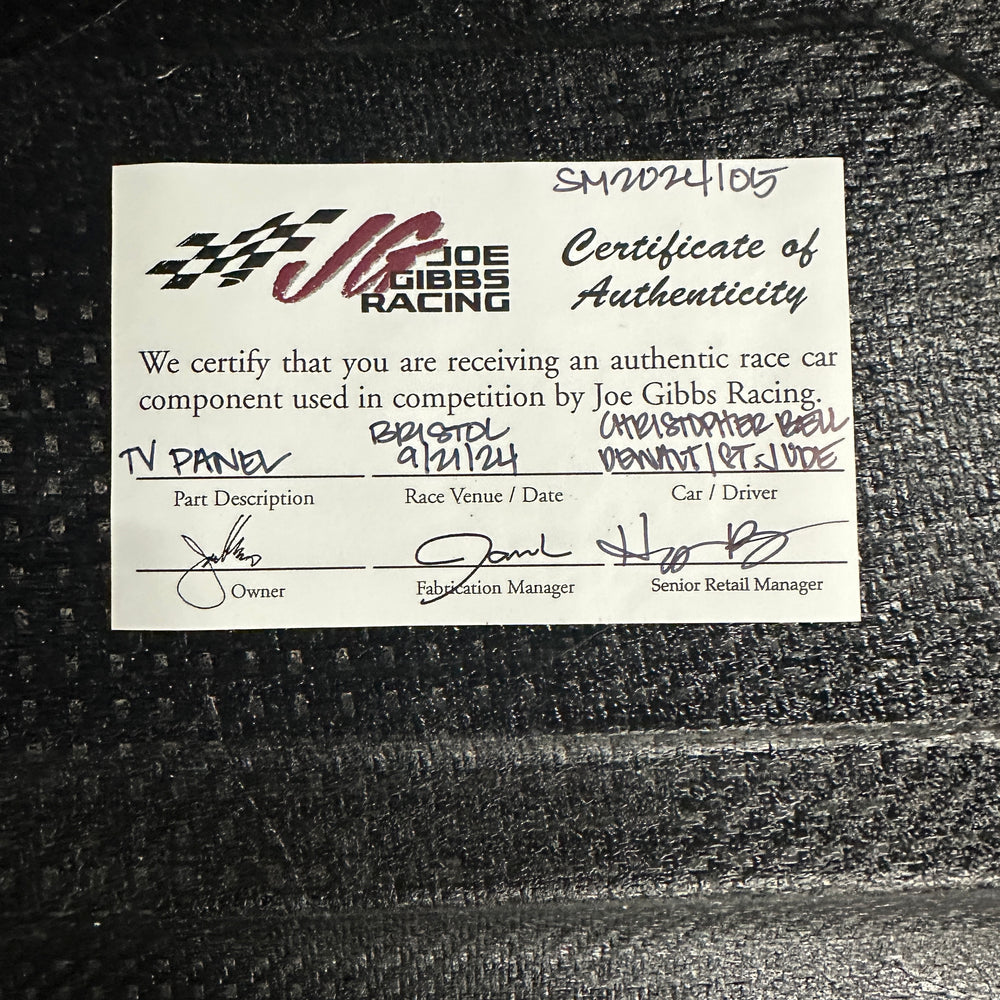 SM2024/105
JG JOE
GIBBS
RACING
Certificate of
Authenticity
We certify that you are receiving an authentic race car
component used in competition by Joe Gibbs Racing.
TV PANEL
BRISTOL
9/21/24
CHRISTOPHER BELL
DEWALT/ST. JUDE
Part Description
Race Venue / Date
Car / Driver
Owner
Fabrication Manager
Senior Retail Manager